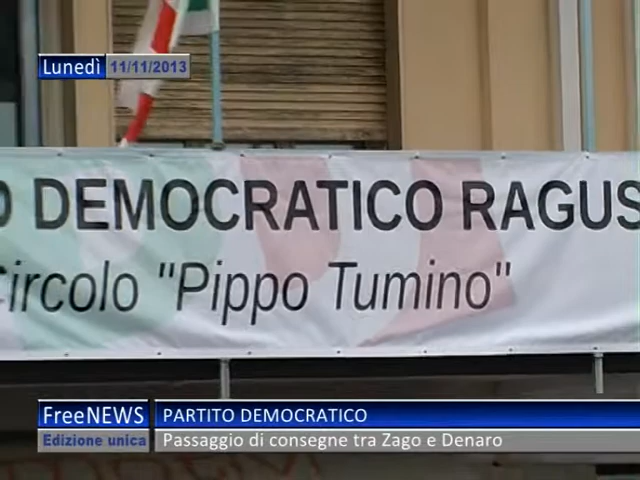 Lunedì 11/11/2013
DEMOCRATICO RAGUS
Circolo "Pippo Tumino"
FreeNEWS PARTITO DEMOCRATICO
Edizione unica Passaggio di consegne tra Zago e Denaro